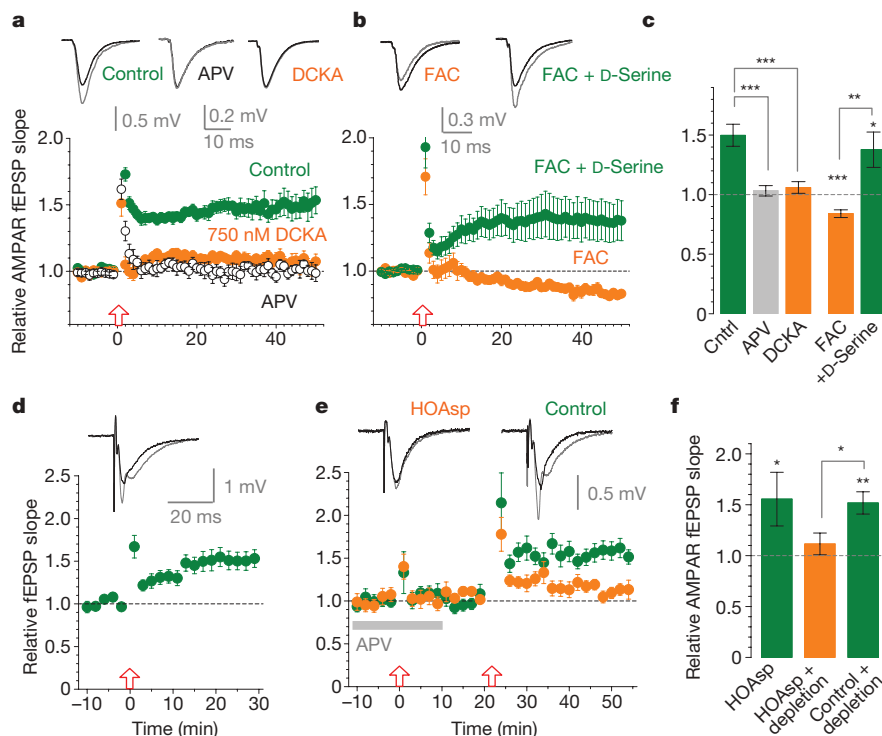 a
b
c
Control
APV
DCKA
FAC
FAC + D-Serine
0.5 mV
0.2 mV
10 ms
0.3 mV
10 ms
Relative AMPAR fEPSP slope
2.0
1.5
1.0
Control
750 nM DCKA
APV
0
20
40
2.0
1.5
1.0
FAC + D-Serine
FAC
0
20
40
***
***
**
*
***
1.5
1.0
0.5
0
Cntrl
APV
DCKA
FAC
+D-Serine
d
e
f
1 mV
20 ms
Relative fEPSP slope
2.5
2.0
1.5
1.0
0.5
0
−10
0
10
20
30
Time (min)
HOAsp
Control
0.5 mV
2.5
2.0
1.5
1.0
0.5
0
APV
−10
0
10
20
30
40
50
Time (min)
Relative AMPAR fEPSP slope
2.0
1.5
1.0
0.5
0
*
*
**
HOAsp
HOAsp +
depletion
Control +
depletion